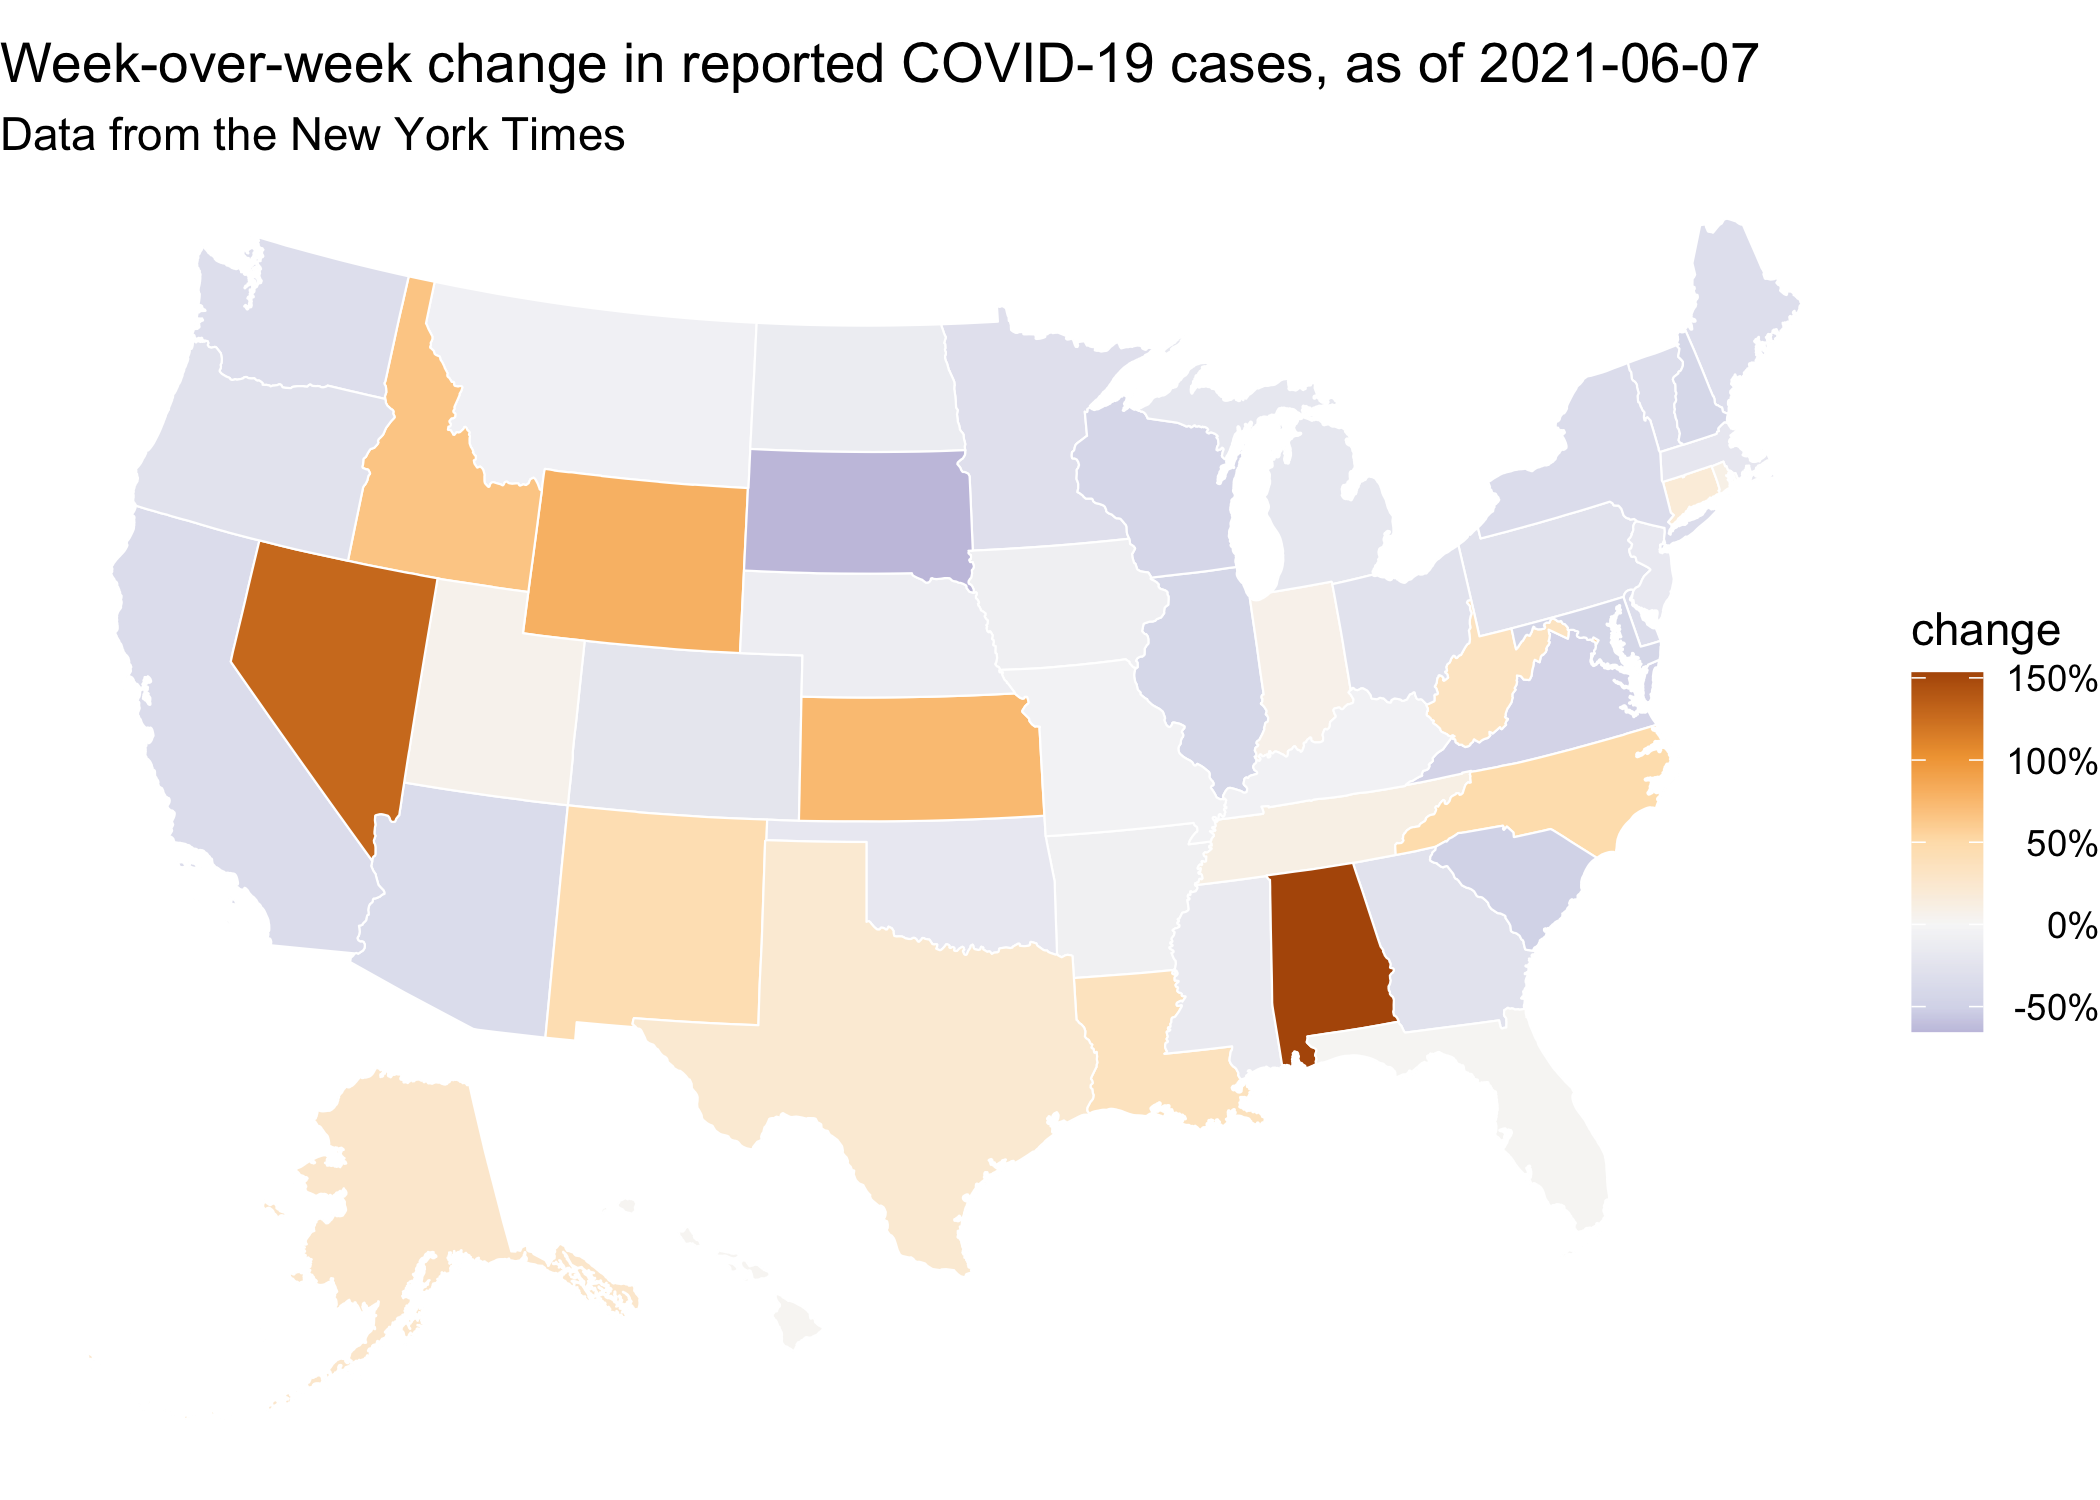 Week-over-week change in reported COVID-19 cases, as of 2021-06-07
Data from the New York Times
change
150%
100%
50%
0%
-50%